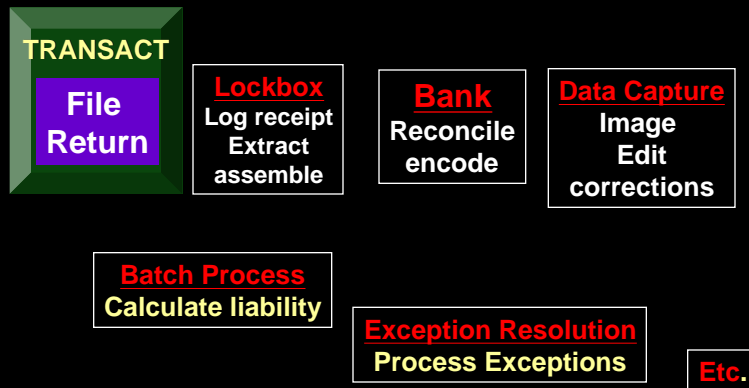 TRANSACT
File
Return
Lockbox
Log receipt
Extract
assemble
Bank
Reconcile
encode
Data Capture
Image
Edit
corrections
Batch Process
Calculate liability
Exception Resolution
Process Exceptions
Etc.